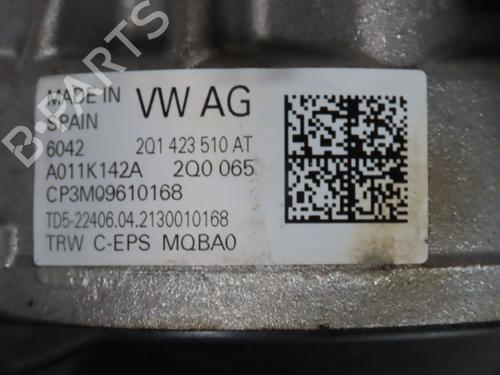 MADE IN
SPAIN
VW AG
6042 2Q1 423 510 AT
A011K142A 2Q0 065
CP3M09610168
TD5-22406.04.2130010168
TRW C-EPS MQBA0
B-PARTS